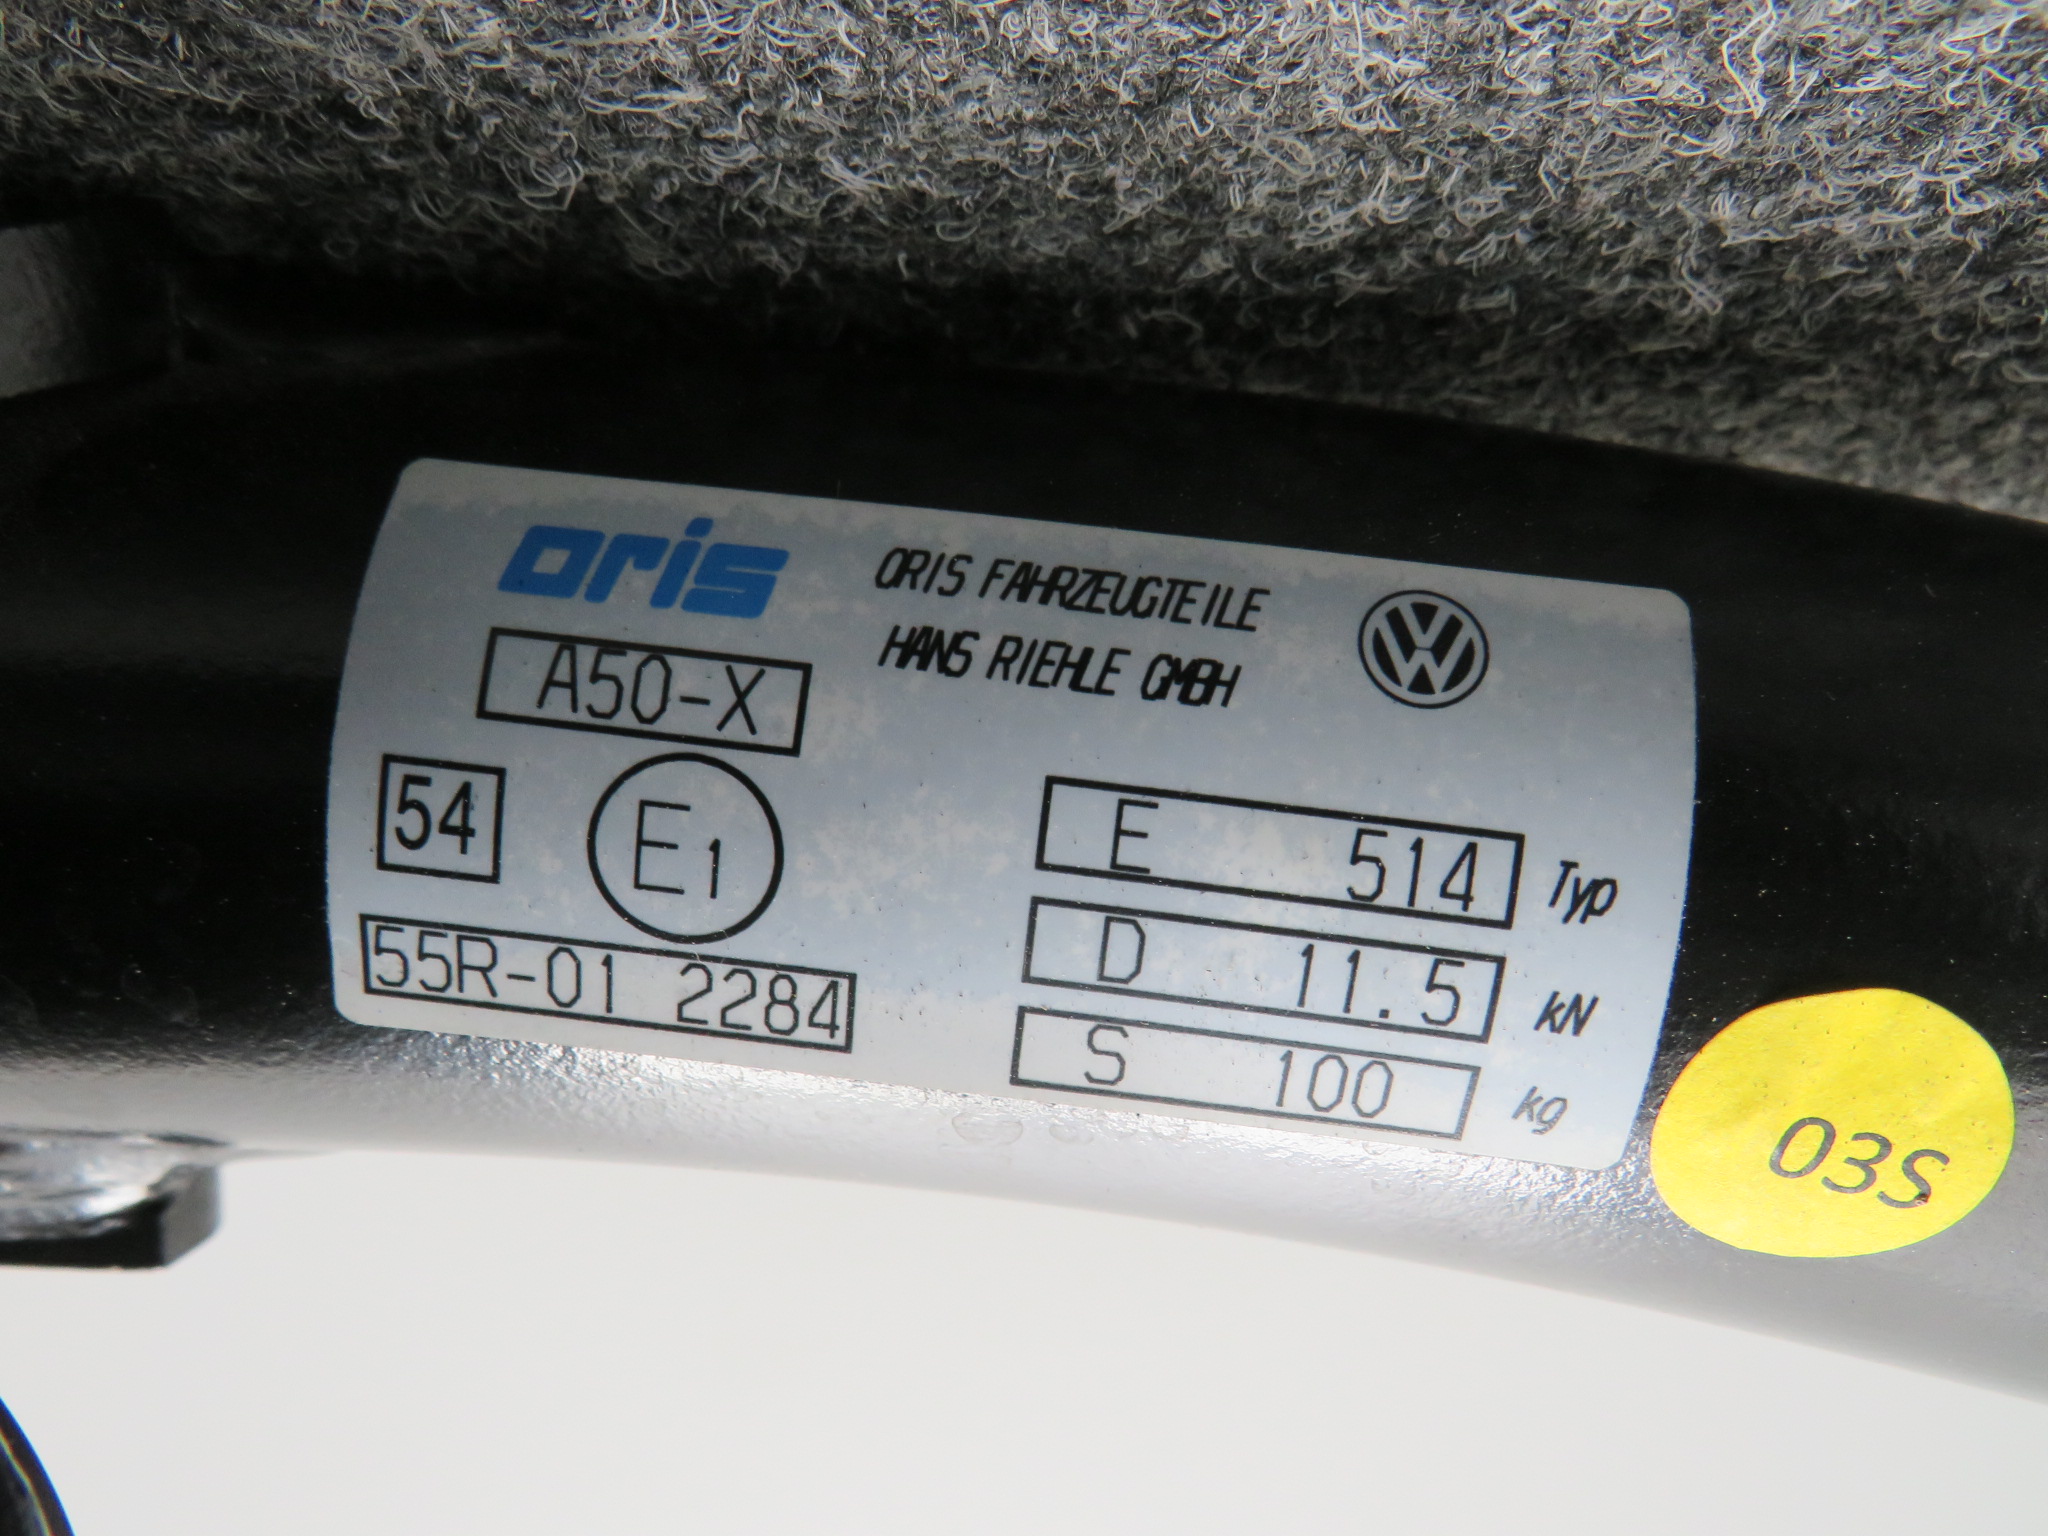 oris
ORIS FAHRZEUGTEILE
HANS RIEHLE GMBH
VW
A50-X
54
E1
55R-01 2284
E 514 Typ
D 11.5 kN
S 100 kg
03S